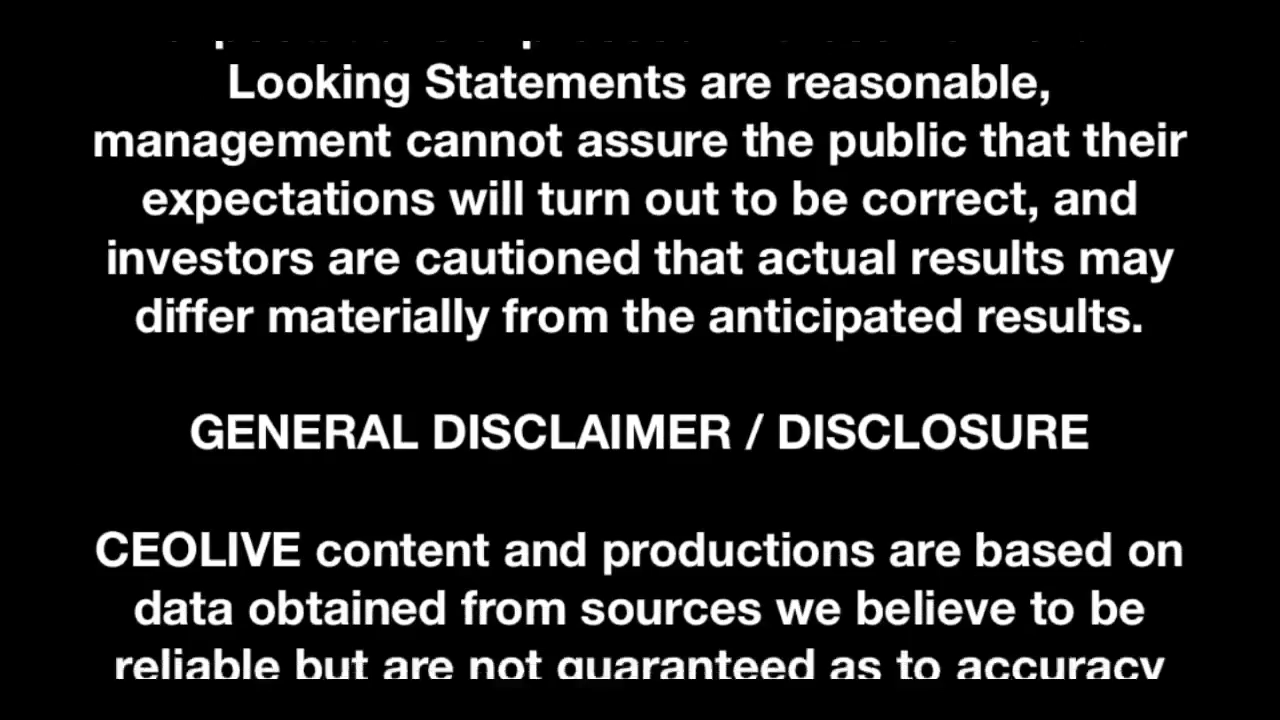 Looking Statements are reasonable,
management cannot assure the public that their
expectations will turn out to be correct, and
investors are cautioned that actual results may
differ materially from the anticipated results.
GENERAL DISCLAIMER / DISCLOSURE
CEOLIVE content and productions are based on
data obtained from sources we believe to be
reliable but are not guaranteed as to accuracy